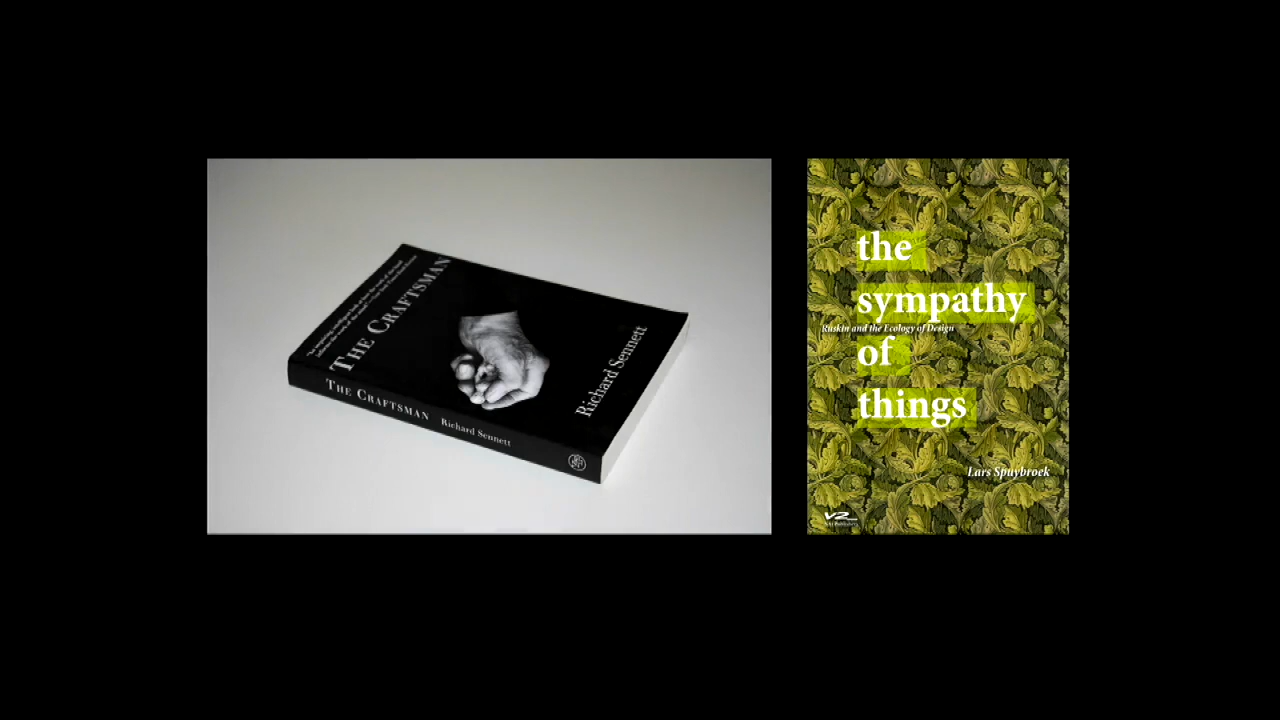 THE CRAFTSMAN
Richard Sennett
THE CRAFTSMAN Richard Sennett
the
sympathy
Ruskin and the Ecology of Design
of
things
Lars Spuybroek
V2_